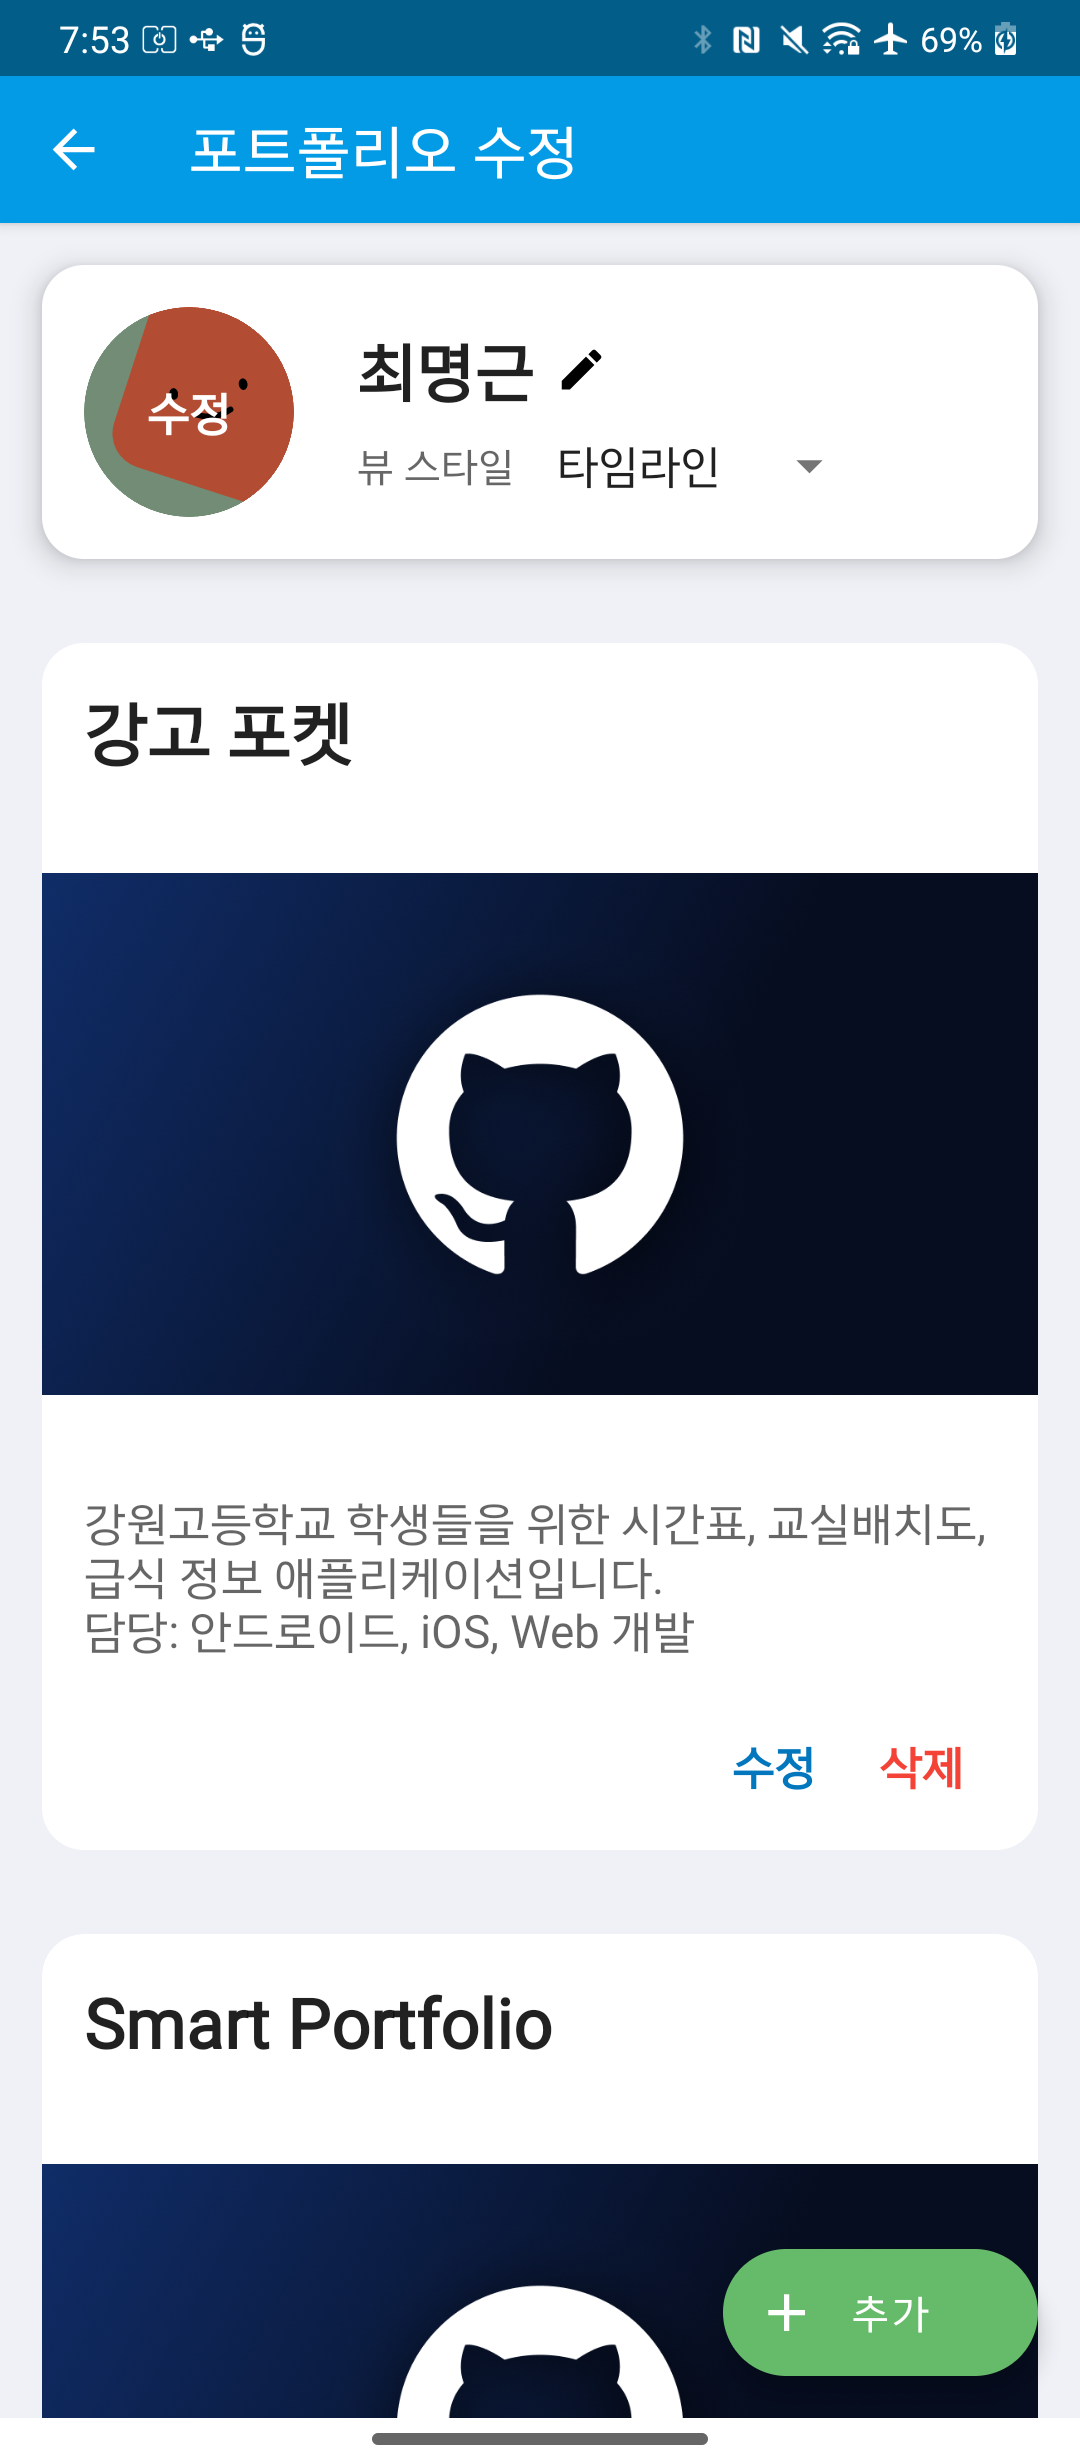 7:53
69%
포트폴리오 수정
수정
최명근
뷰 스타일 타임라인
강고 포켓
강원고등학교 학생들을 위한 시간표, 교실배치도,
급식 정보 애플리케이션입니다.
담당: 안드로이드, iOS, Web 개발
수정 삭제
Smart Portfolio
추가